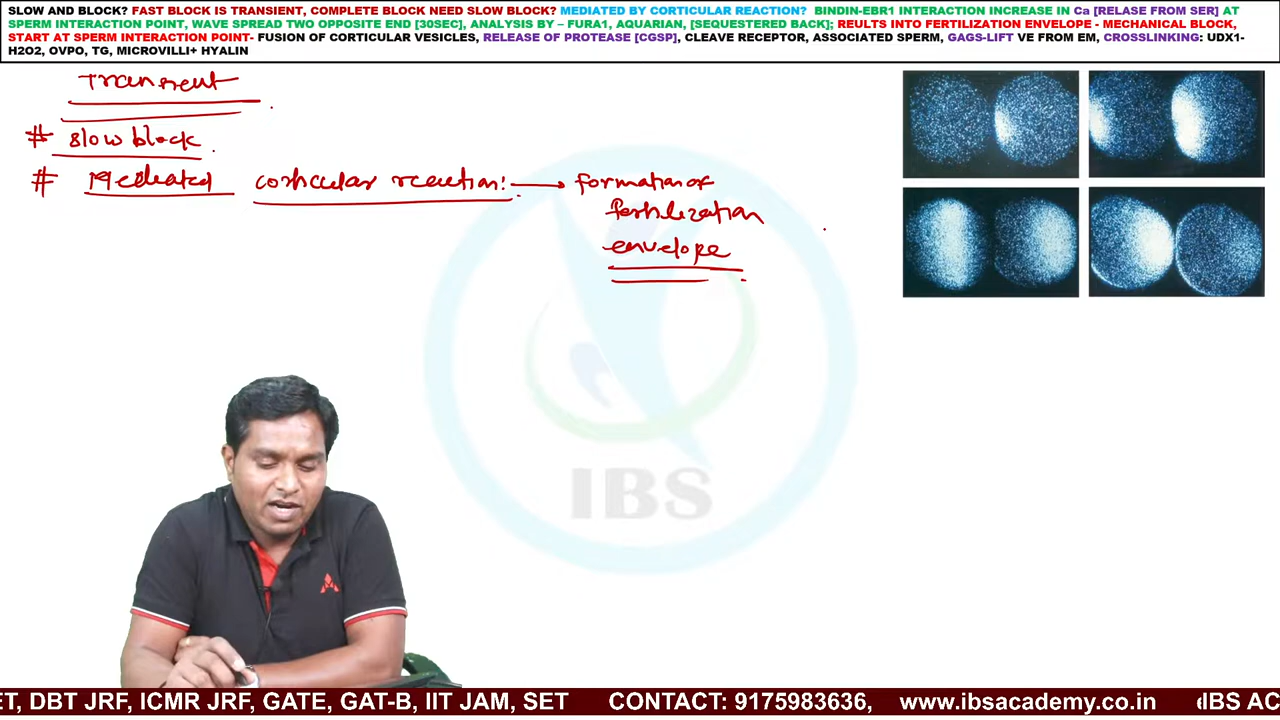 SLOW AND BLOCK? FAST BLOCK IS TRANSIENT, COMPLETE BLOCK NEED SLOW BLOCK? MEDIATED BY CORTICULAR REACTION? BINDIN-EBR1 INTERACTION INCREASE IN Ca [RELASE FROM SER] AT
SPERM INTERACTION POINT, WAVE SPREAD TWO OPPOSITE END [30SEC], ANALYSIS BY – FURA1, AQUARIAN, [SEQUESTERED BACK]; REULTS INTO FERTILIZATION ENVELOPE - MECHANICAL BLOCK,
START AT SPERM INTERACTION POINT- FUSION OF CORTICULAR VESICLES, RELEASE OF PROTEASE [CGSP], CLEAVE RECEPTOR, ASSOCIATED SPERM, GAGS-LIFT VE FROM EM, CROSSLINKING: UDX1-
H2O2, OVPO, TG, MICROVILLI+ HYALIN
Transient
# slow block
# Mediated corticular reaction: → formation of
fertilization
envelope
IBS
ET, DBT JRF, ICMR JRF, GATE, GAT-B, IIT JAM, SET CONTACT: 9175983636, www.ibsacademy.co.in IBS AC